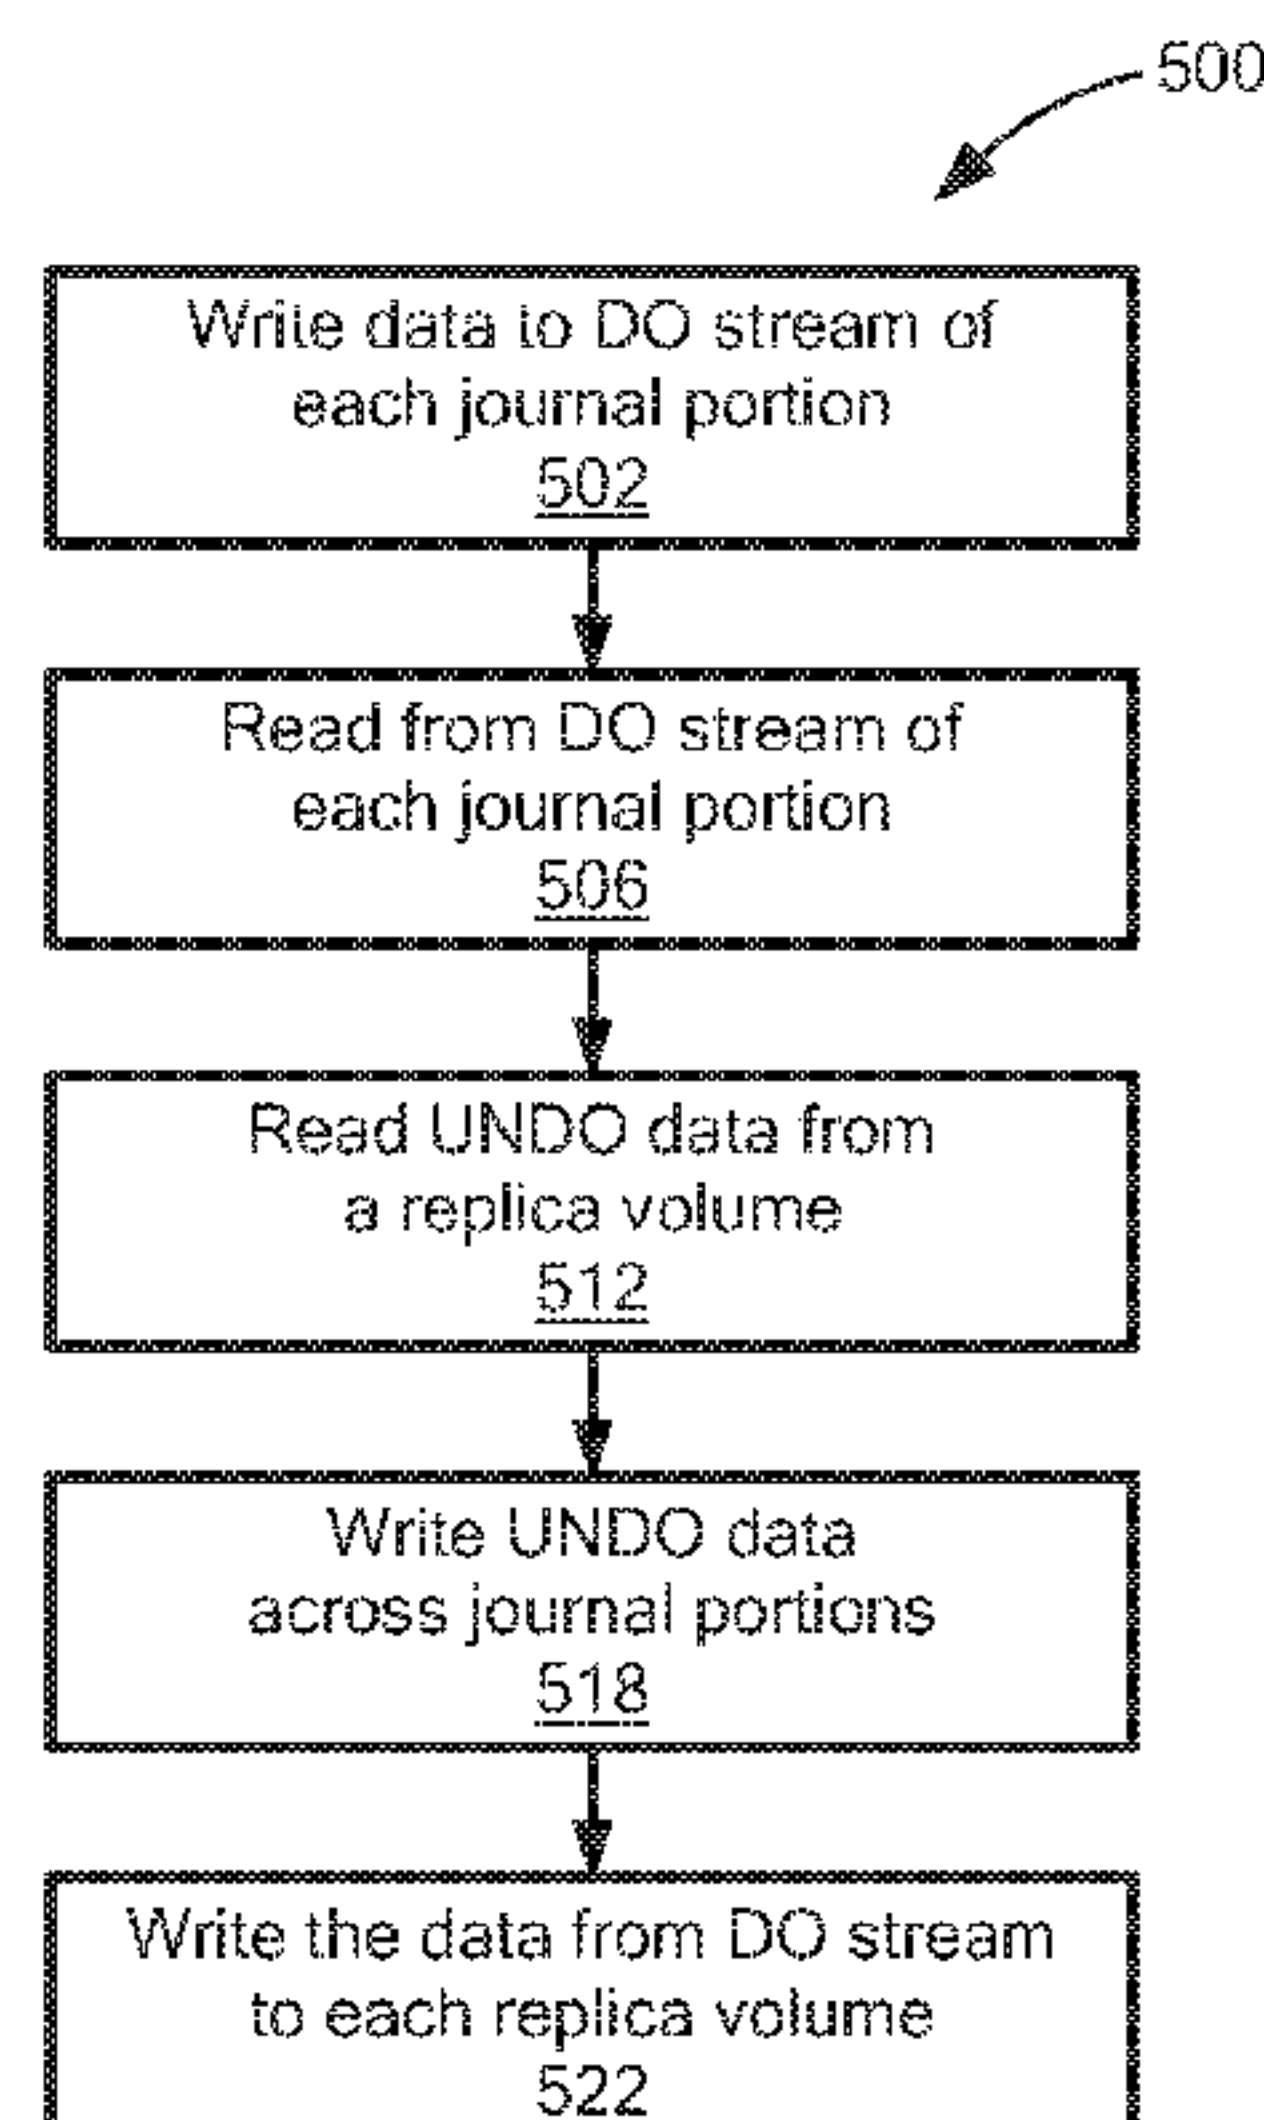 500
Write data to DO stream of
each journal portion
502
Read from DO stream of
each journal portion
506
Read UNDO data from
a replica volume
512
Write UNDO data
across journal portions
518
Write the data from DO stream
to each replica volume
522